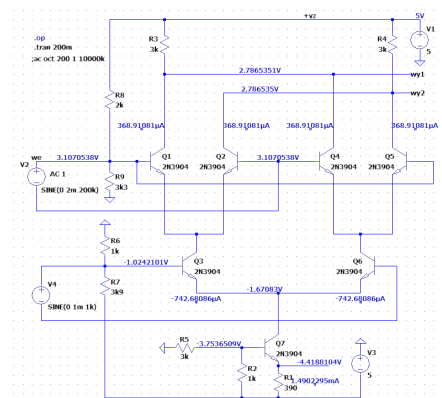 +vz
5V
.op
.tran 200m
;ac oct 200 1 10000k
R3
3k
R4
3k
V1
5
2.7865351V
wy1
2.786535V
wy2
R8
2k
368.91081µA
368.91081µA
368.91081µA
368.91081µA
we
3.1070538V
Q1
2N3904
Q2
2N3904
3.1070538V
Q4
2N3904
Q5
2N3904
V2
AC 1
SINE(0 2m 200k)
R9
3k3
R6
1k
-1.0242101V
Q3
2N3904
Q6
2N3904
R7
3k9
-1.67083V
V4
SINE(0 1m 1k)
-742.68086µA
-742.68086µA
R5
3k
-3.7536509V
Q7
2N3904
V3
5
-4.4188104V
R2
1k
R1
390
1.4902295mA